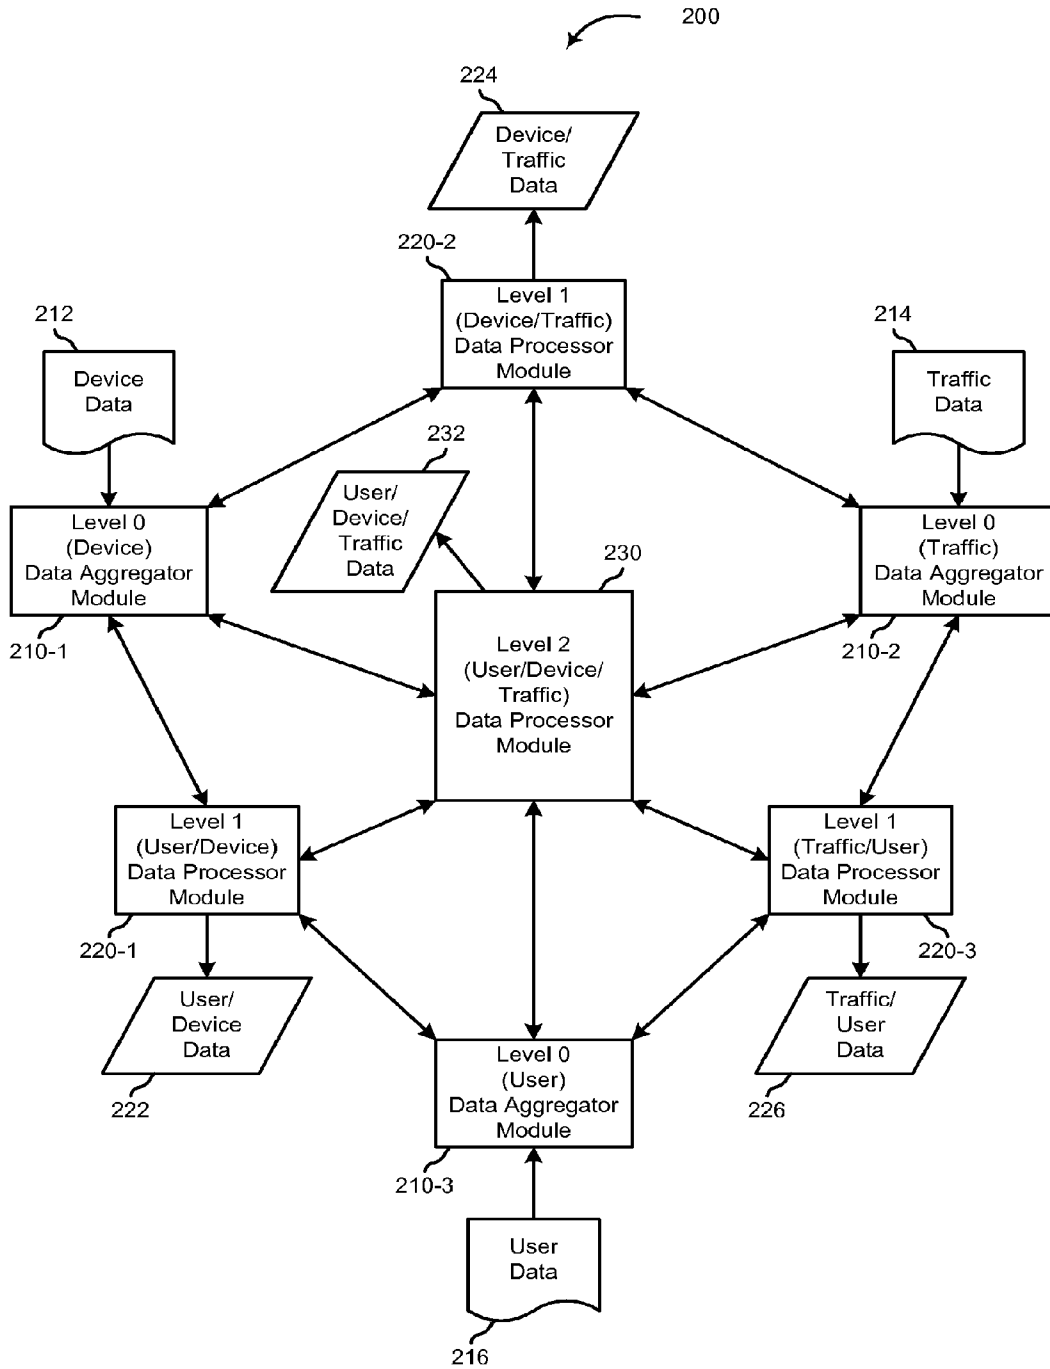 200
224
Device/
Traffic
Data
220-2
Level 1
(Device/Traffic)
Data Processor
Module
212
Device
Data
214
Traffic
Data
232
User/
Device/
Traffic
Data
Level 0
(Device)
Data Aggregator
Module
210-1
230
Level 2
(User/Device/
Traffic)
Data Processor
Module
Level 0
(Traffic)
Data Aggregator
Module
210-2
Level 1
(User/Device)
Data Processor
Module
220-1
Level 1
(Traffic/User)
Data Processor
Module
220-3
User/
Device
Data
222
Traffic/
User
Data
226
Level 0
(User)
Data Aggregator
Module
210-3
User
Data
216